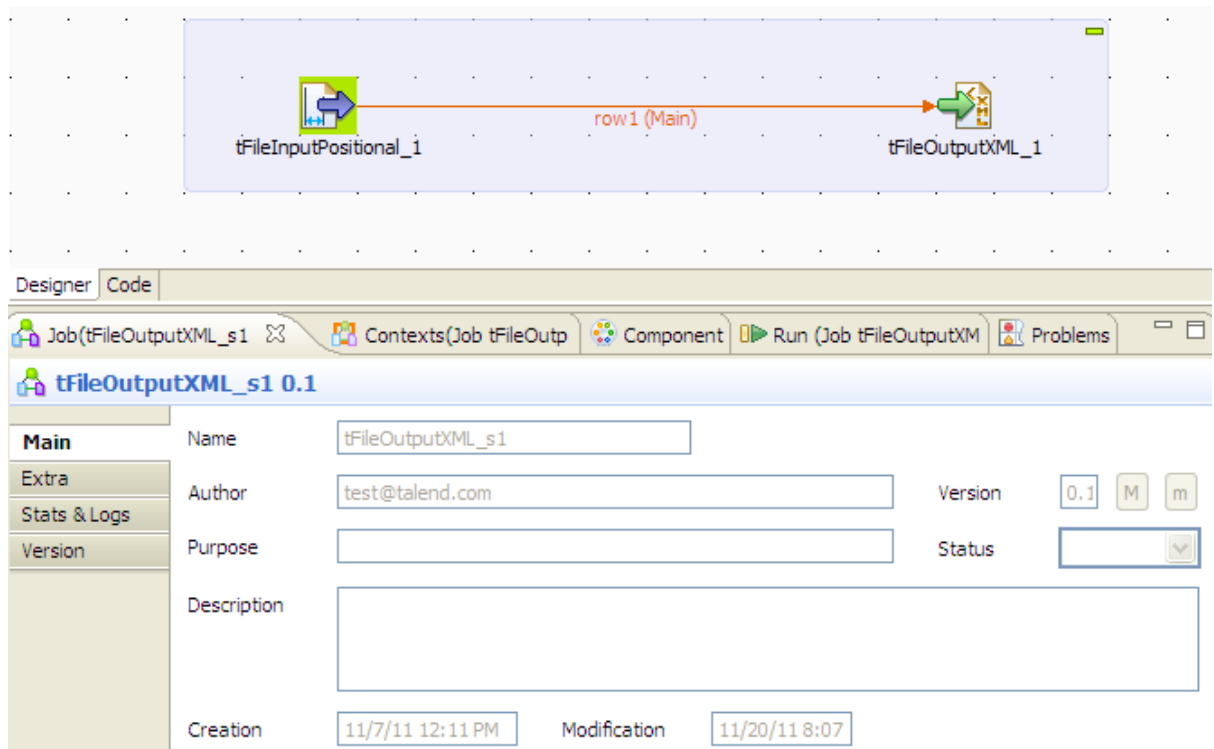 row1 (Main)
tFileInputPositional_1 tFileOutputXML_1
Designer Code
Job(tFileOutputXML_s1 Contexts(Job tFileOutp Component Run (Job tFileOutputXM Problems
tFileOutputXML_s1 0.1
Main Name tFileOutputXML_s1
Extra
Author test@talend.com Version 0.1 M m
Stats & Logs
Version Purpose Status
Description
Creation 11/7/11 12:11 PM Modification 11/20/11 8:07